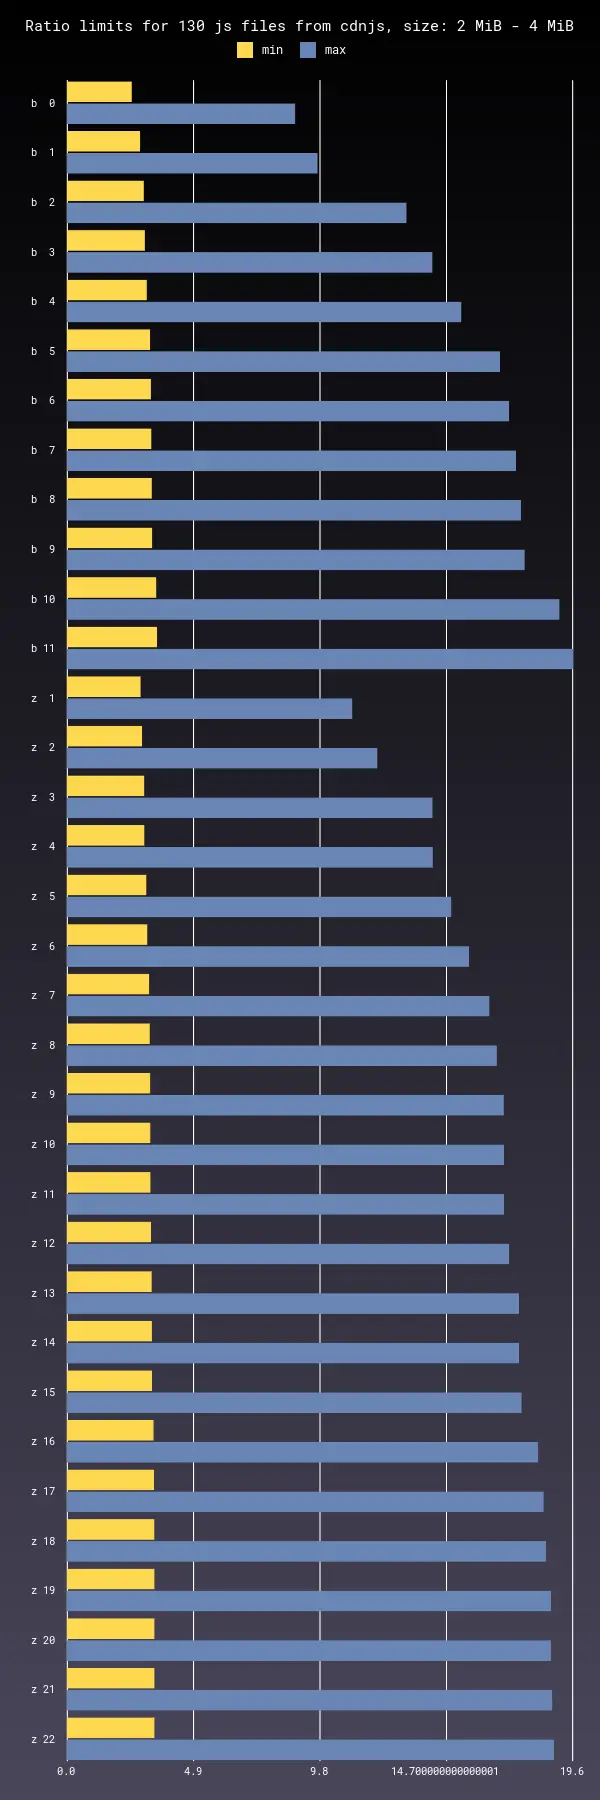 Ratio limits for 130 js files from cdnjs, size: 2 MiB - 4 MiB
min max
b 0
b 1
b 2
b 3
b 4
b 5
b 6
b 7
b 8
b 9
b 10
b 11
z 1
z 2
z 3
z 4
z 5
z 6
z 7
z 8
z 9
z 10
z 11
z 12
z 13
z 14
z 15
z 16
z 17
z 18
z 19
z 20
z 21
z 22
0.0 4.9 9.8 14.700000000000001 19.6